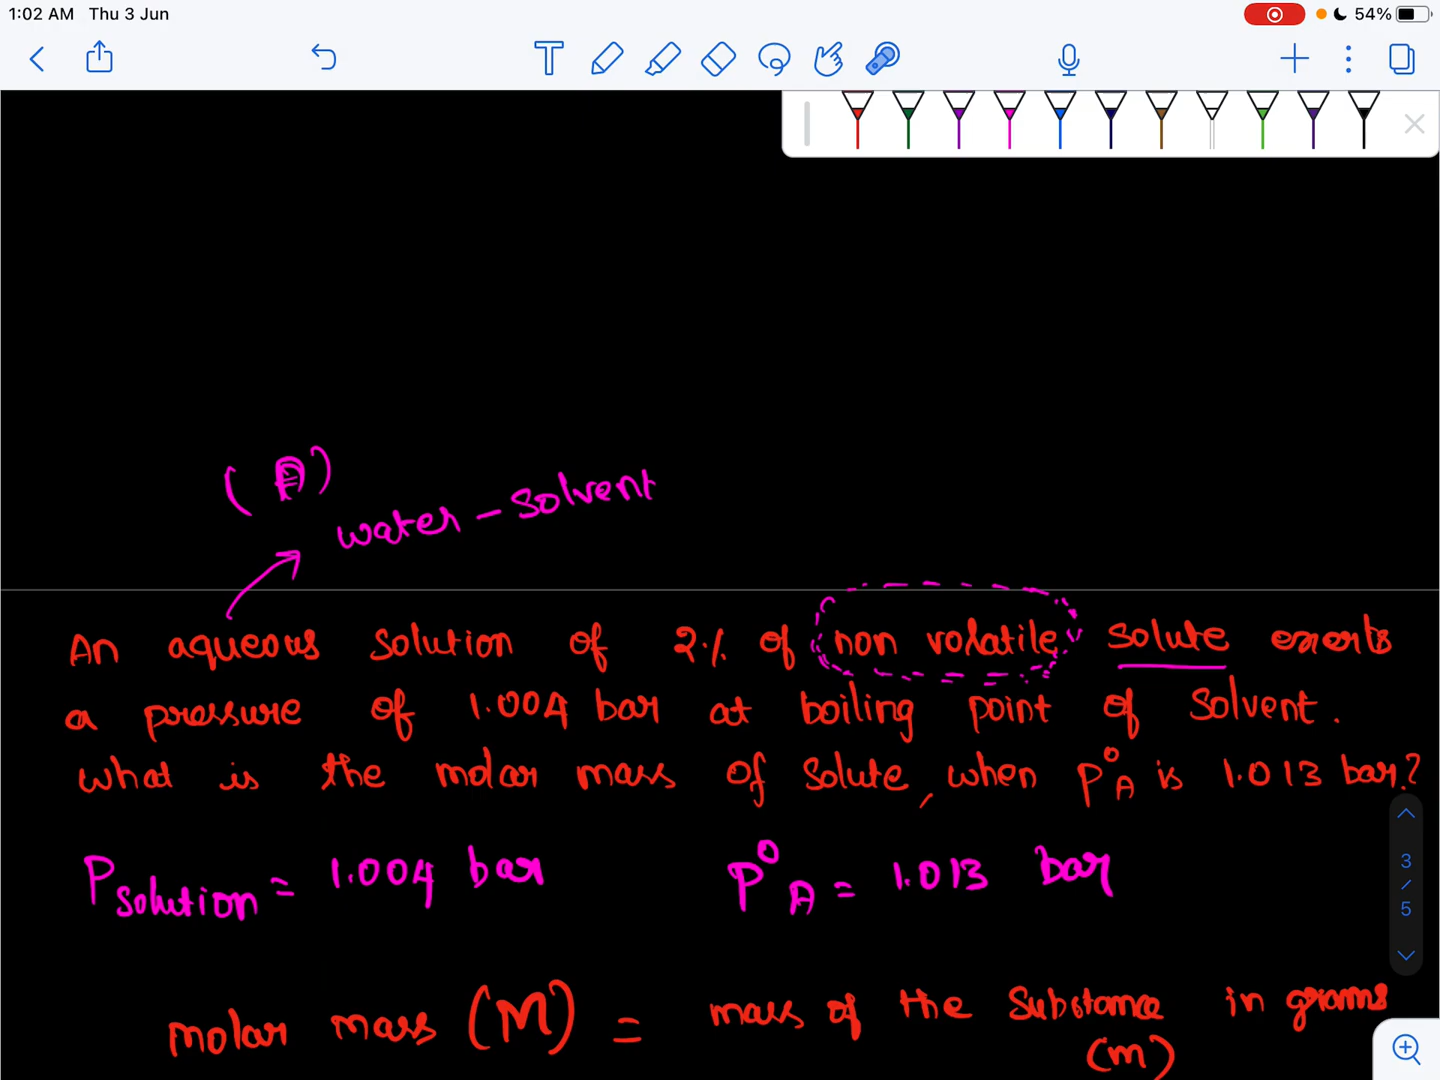 1:02 AM Thu 3 Jun
54%
(A)
water - solvent
An aqueous solution of 2% of non volatile solute exerts
a pressure of 1.004 bar at boiling point of solvent.
what is the molar mass of solute, when P°A is 1.013 bar?
Psolution = 1.004 bar P°A = 1.013 bar
3
/
5
molar mass (M) = mass of the substance in grams
(m)